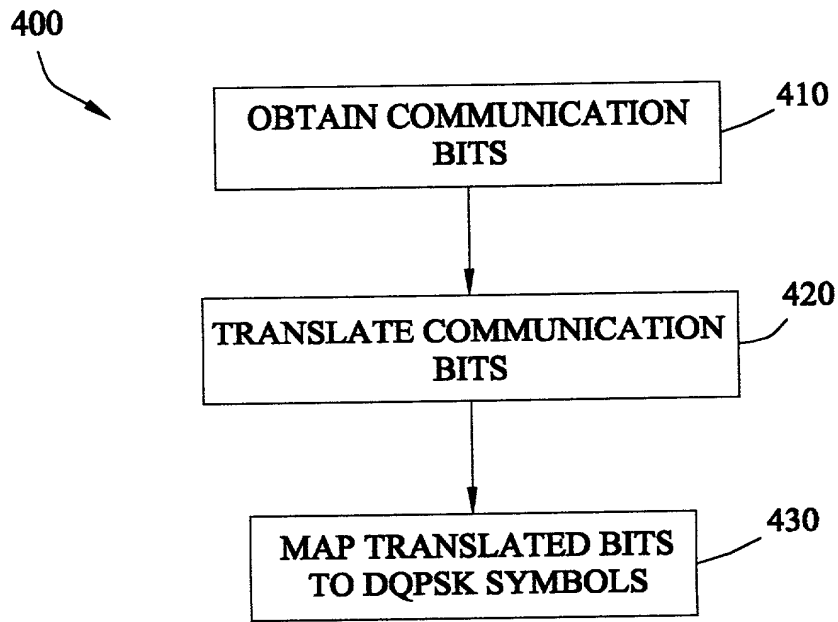 400
OBTAIN COMMUNICATION
BITS
410
TRANSLATE COMMUNICATION
BITS
420
MAP TRANSLATED BITS
TO DQPSK SYMBOLS
430